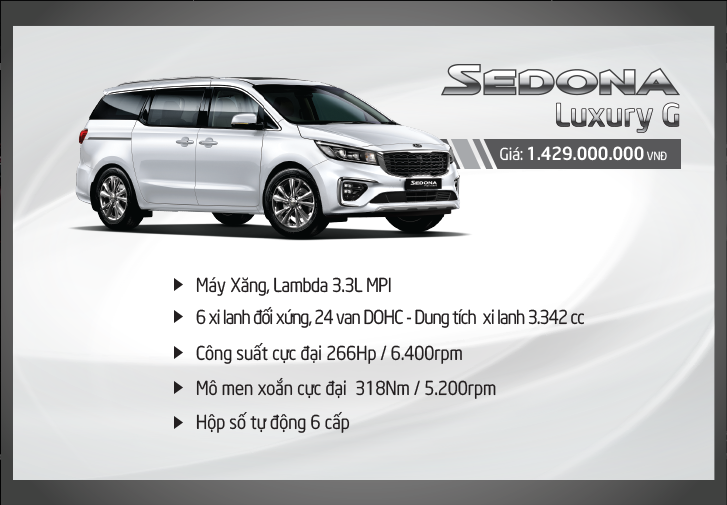 SEDONA
Luxury G
Giá: 1.429.000.000 VNĐ
SEDONA
Máy Xăng, Lambda 3.3L MPI
6 xi lanh đối xứng, 24 van DOHC - Dung tích xi lanh 3.342 cc
Công suất cực đại 266Hp / 6.400rpm
Mô men xoắn cực đại 318Nm / 5.200rpm
Hộp số tự động 6 cấp